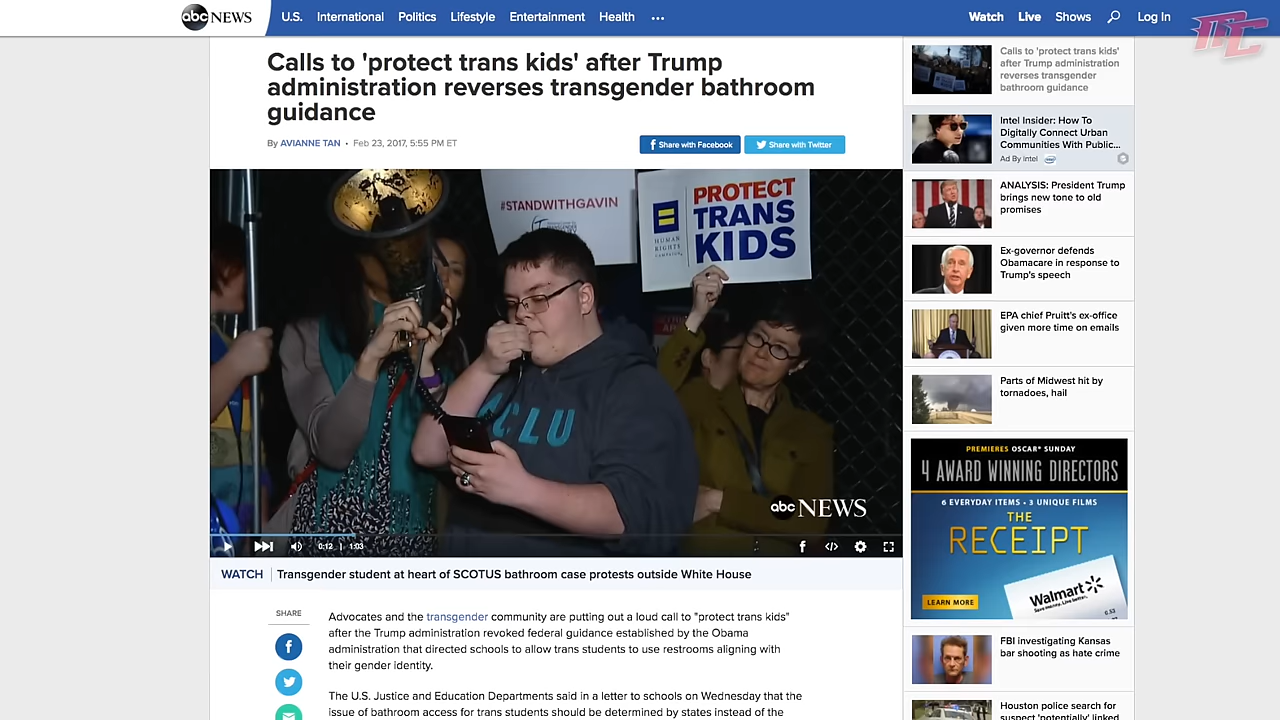 abc NEWS
U.S. International Politics Lifestyle Entertainment Health ...
Watch Live Shows Log In
MC
Calls to 'protect trans kids' after Trump
administration reverses transgender bathroom
guidance
By AVIANNE TAN • Feb 23, 2017, 5:55 PM ET
Share with Facebook
Share with Twitter
#STANDWITHGAVIN
HUMAN
RIGHTS
CAMPAIGN
PROTECT
TRANS
KIDS
ACLU
abc NEWS
0:12 | 1:03
WATCH Transgender student at heart of SCOTUS bathroom case protests outside White House
SHARE
Advocates and the transgender community are putting out a loud call to "protect trans kids"
after the Trump administration revoked federal guidance established by the Obama
administration that directed schools to allow trans students to use restrooms aligning with
their gender identity.
The U.S. Justice and Education Departments said in a letter to schools on Wednesday that the
issue of bathroom access for trans students should be determined by states instead of the
Calls to 'protect trans kids'
after Trump administration
reverses transgender
bathroom guidance
Intel Insider: How To
Digitally Connect Urban
Communities With Public...
Ad By intel
ANALYSIS: President Trump
brings new tone to old
promises
Ex-governor defends
Obamacare in response to
Trump's speech
EPA chief Pruitt's ex-office
given more time on emails
Parts of Midwest hit by
tornadoes, hail
PREMIERES OSCAR® SUNDAY
4 AWARD WINNING DIRECTORS
6 EVERYDAY ITEMS • 3 UNIQUE FILMS
THE
RECEIPT
Walmart
Save money. Live better.
LEARN MORE
FBI investigating Kansas
bar shooting as hate crime
Houston police search for
suspect 'potentially' linked